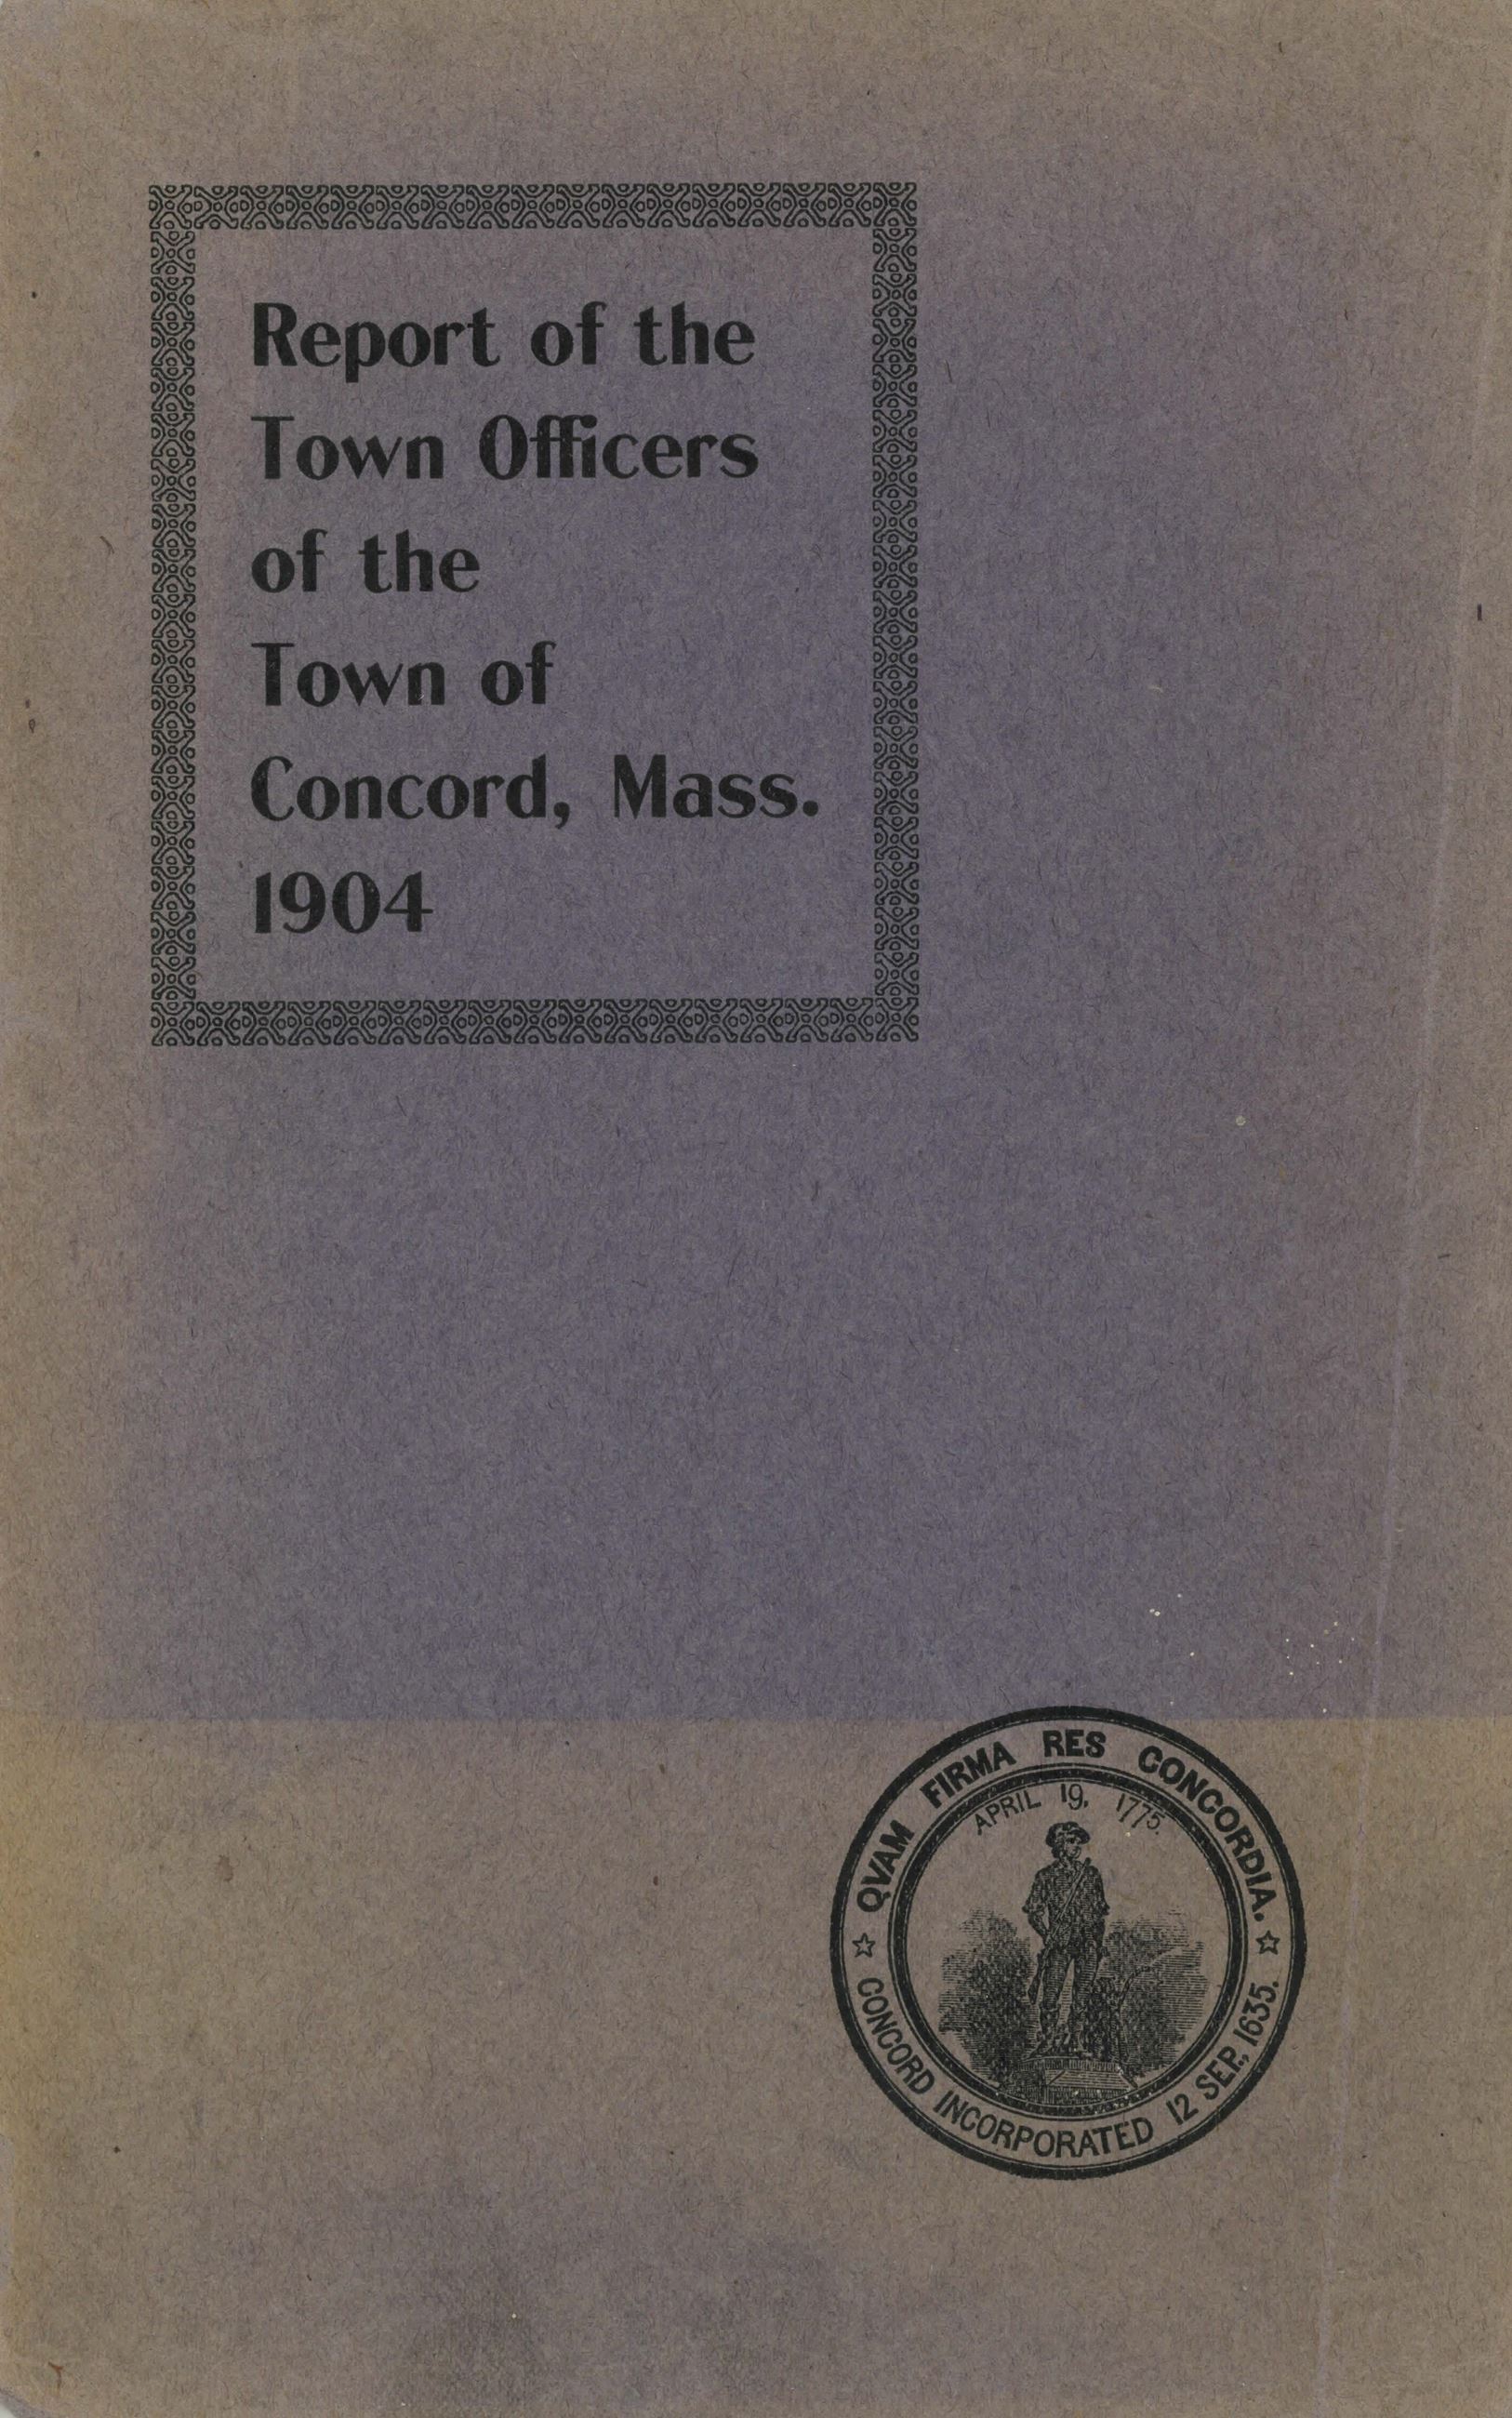 Report of the
Town Officers
of the
Town of
Concord, Mass.
1904
QVAM FIRMA RES CONCORDIA.
APRIL 19, 1775.
CONCORD INCORPORATED 12 SEP., 1635.